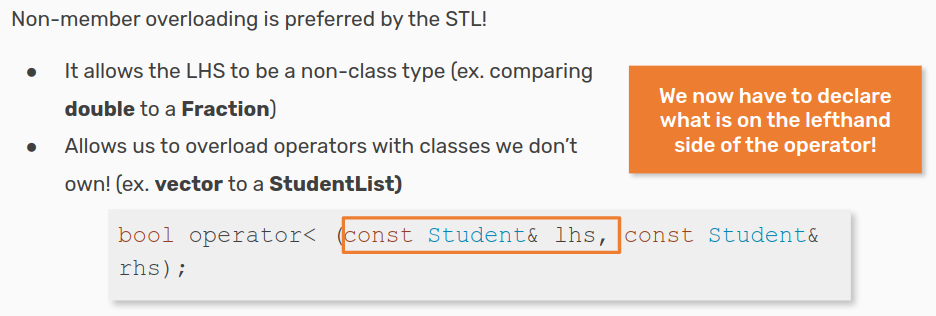 Non-member overloading is preferred by the STL!
● It allows the LHS to be a non-class type (ex. comparing
double to a Fraction)
● Allows us to overload operators with classes we don't
own! (ex. vector to a StudentList)
We now have to declare
what is on the lefthand
side of the operator!
bool operator< (const Student& lhs, const Student&
rhs);